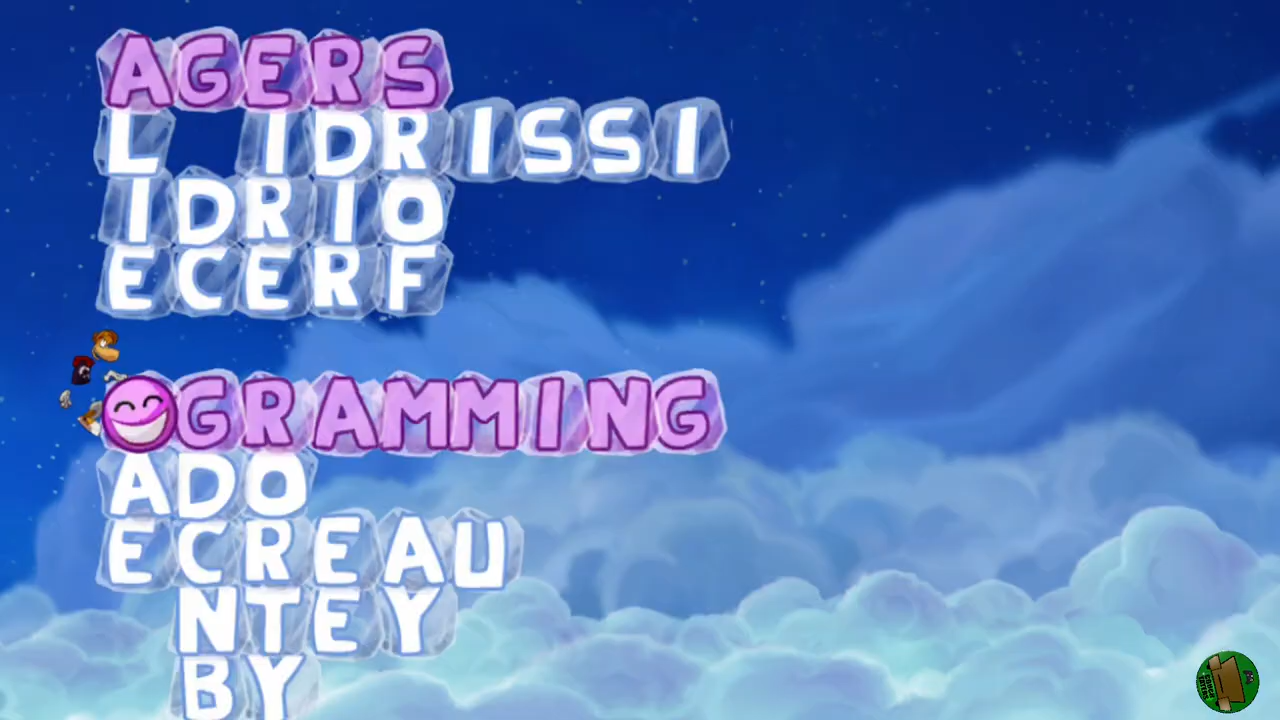 AGERS
L IDRISSI
IDRIO
ECERF
GRAMMING
ADO
ECREAU
NTEY
BY